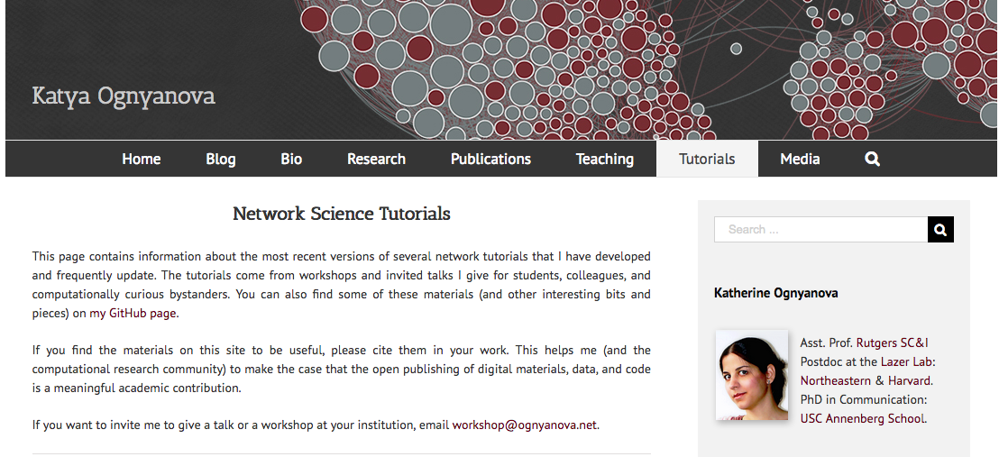 Katya Ognyanova
Home Blog Bio Research Publications Teaching Tutorials Media
Network Science Tutorials
This page contains information about the most recent versions of several network tutorials that I have developed
and frequently update. The tutorials come from workshops and invited talks I give for students, colleagues, and
computationally curious bystanders. You can also find some of these materials (and other interesting bits and
pieces) on my GitHub page.
If you find the materials on this site to be useful, please cite them in your work. This helps me (and the
computational research community) to make the case that the open publishing of digital materials, data, and code
is a meaningful academic contribution.
If you want to invite me to give a talk or a workshop at your institution, email workshop@ognyanova.net.
Search ...
Katherine Ognyanova
Asst. Prof. Rutgers SC&I
Postdoc at the Lazer Lab:
Northeastern & Harvard.
PhD in Communication:
USC Annenberg School.